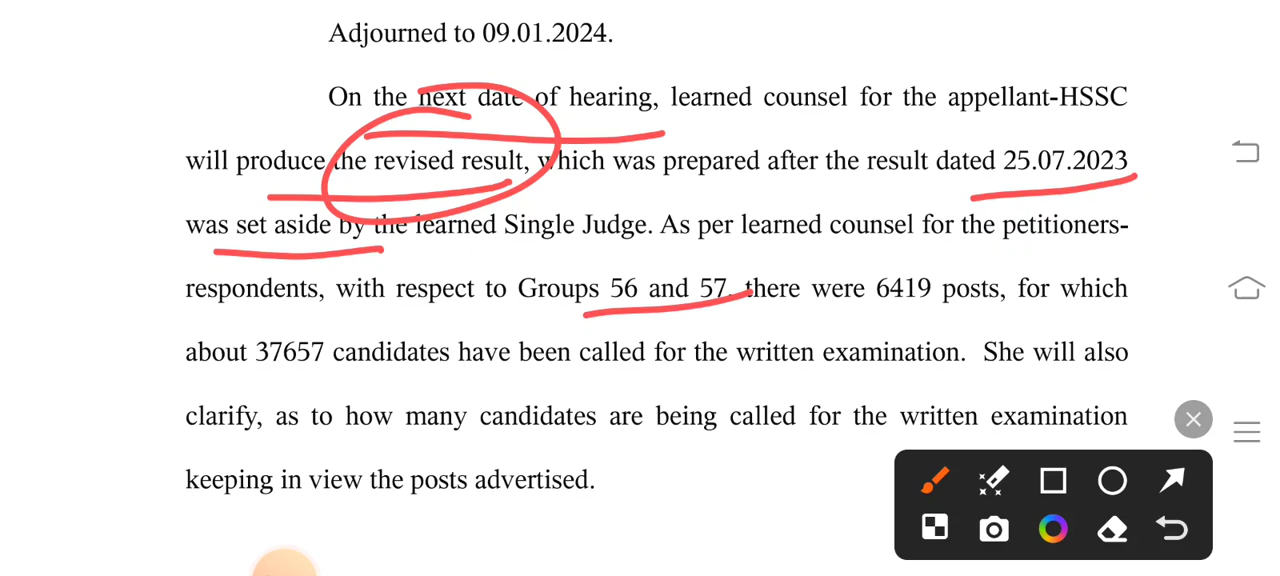 Adjourned to 09.01.2024.
On the next date of hearing, learned counsel for the appellant-HSSC
will produce the revised result, which was prepared after the result dated 25.07.2023
was set aside by the learned Single Judge. As per learned counsel for the petitioners-
respondents, with respect to Groups 56 and 57, there were 6419 posts, for which
about 37657 candidates have been called for the written examination. She will also
clarify, as to how many candidates are being called for the written examination
keeping in view the posts advertised.